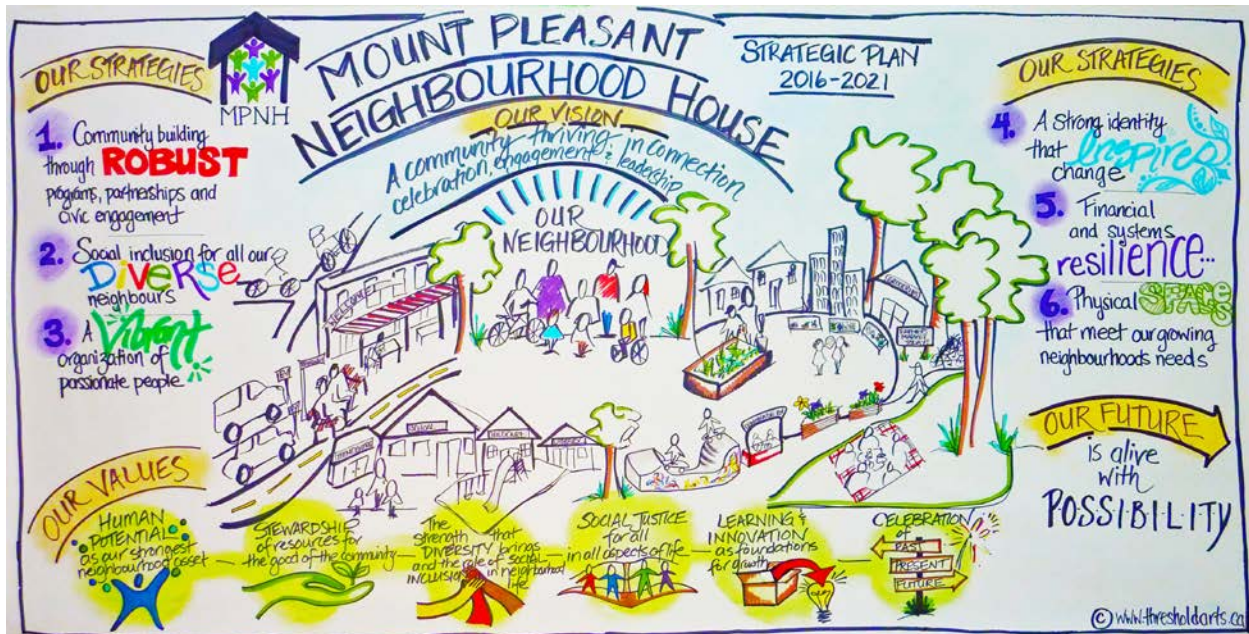 MOUNT PLEASANT
NEIGHBOURHOOD HOUSE
STRATEGIC PLAN
2016-2021
MPNH
OUR VISION
A community thriving in connection
celebration, engagement & leadership
OUR STRATEGIES
1. Community building
through ROBUST
programs, partnerships and
civic engagement
2. Social inclusion for all our
DIVERSE
neighbours
3. A Vibrant
organization of
passionate people
OUR
NEIGHBOURHOOD
OUR STRATEGIES
4. A strong identity
that Inspires
change
5. Financial
and systems
resilience...
6. Physical SPACES
that meet our growing
neighbourhoods needs
OUR FUTURE
is alive
with
POSSIBILITY
OUR VALUES
HUMAN
POTENTIAL
as our strongest
neighbourhood asset
STEWARDSHIP
of resources for
the good of the community
The
strength that
DIVERSITY brings
and the role of social
INCLUSION in neighborhood
life
SOCIAL JUSTICE
for all
in all aspects of life
LEARNING &
INNOVATION
as foundations
for growth
CELEBRATION
of
PAST
PRESENT
FUTURE
© www.thresholdarts.ca